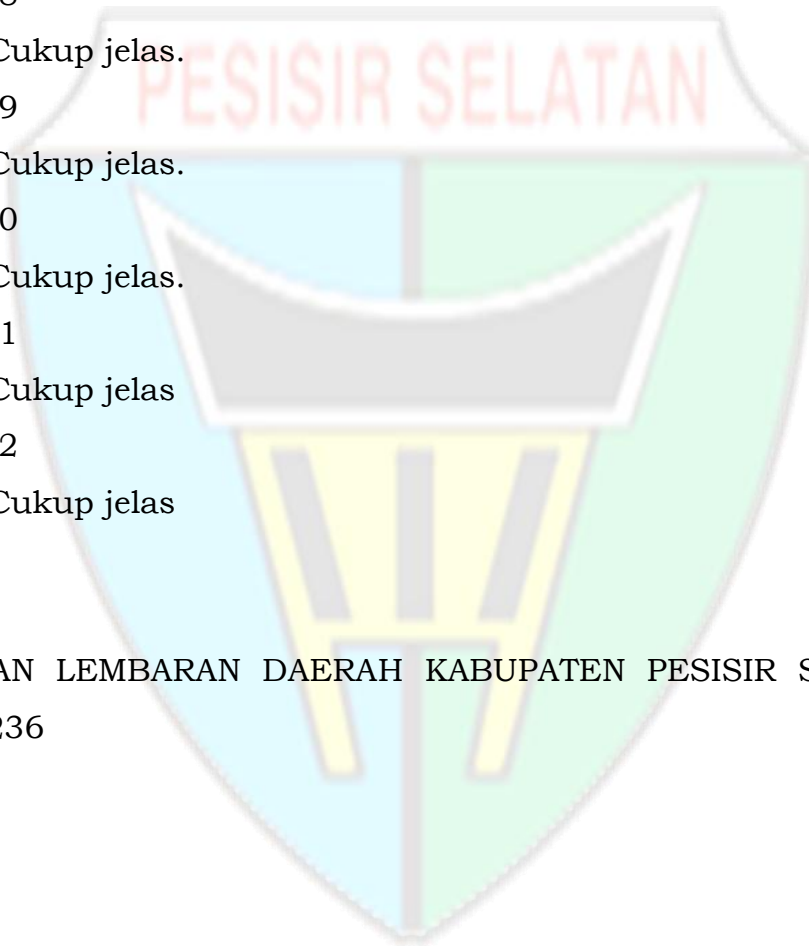 Cukup jelas.
PESISIR SELATAN
9
Cukup jelas.
0
Cukup jelas.
1
Cukup jelas
2
Cukup jelas
AN LEMBARAN DAERAH KABUPATEN PESISIR S
236